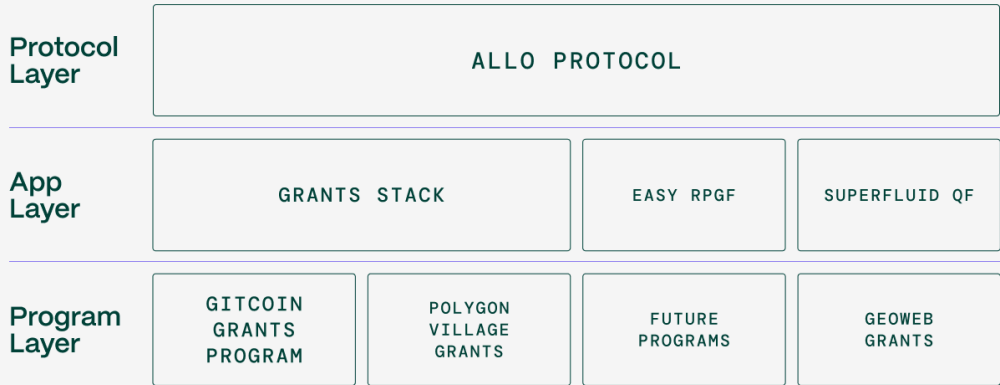 Protocol
Layer
ALLO PROTOCOL
App
Layer
GRANTS STACK
EASY RPGF
SUPERFLUID QF
Program
Layer
GITCOIN
GRANTS
PROGRAM
POLYGON
VILLAGE
GRANTS
FUTURE
PROGRAMS
GEOWEB
GRANTS